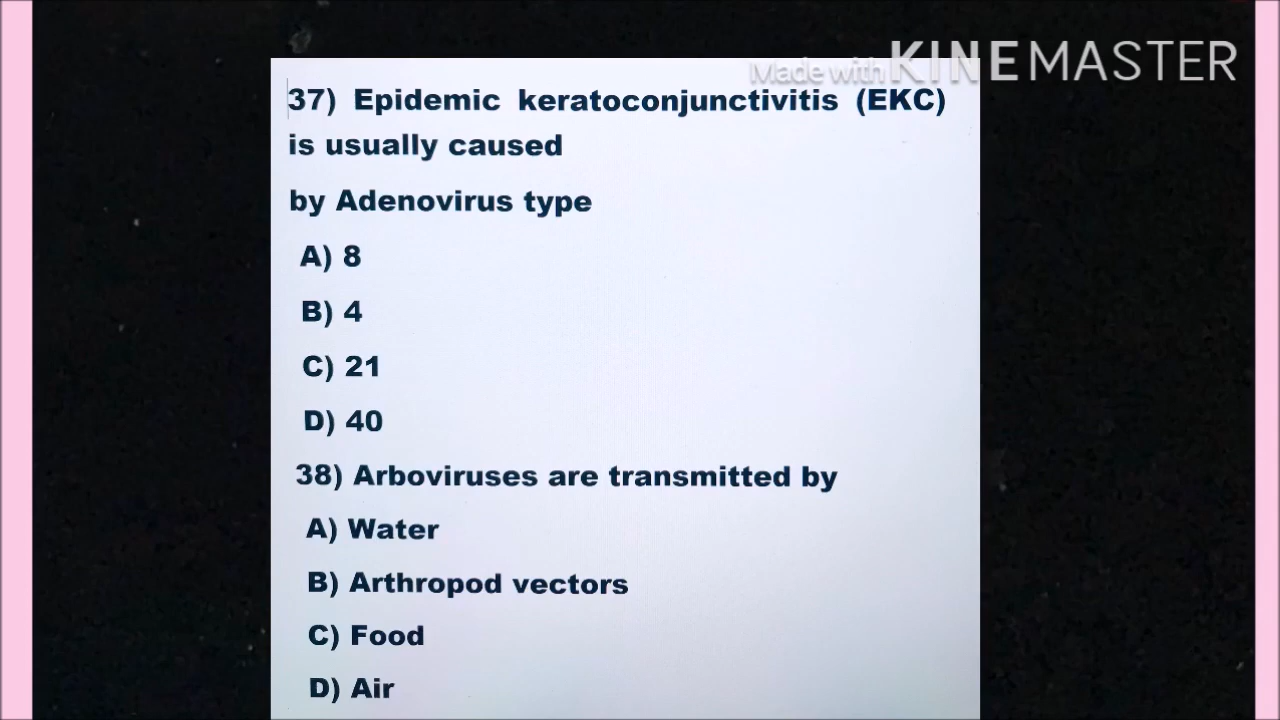 Made with KINEMASTER
37) Epidemic keratoconjunctivitis (EKC)
is usually caused
by Adenovirus type
A) 8
B) 4
C) 21
D) 40
38) Arboviruses are transmitted by
A) Water
B) Arthropod vectors
C) Food
D) Air